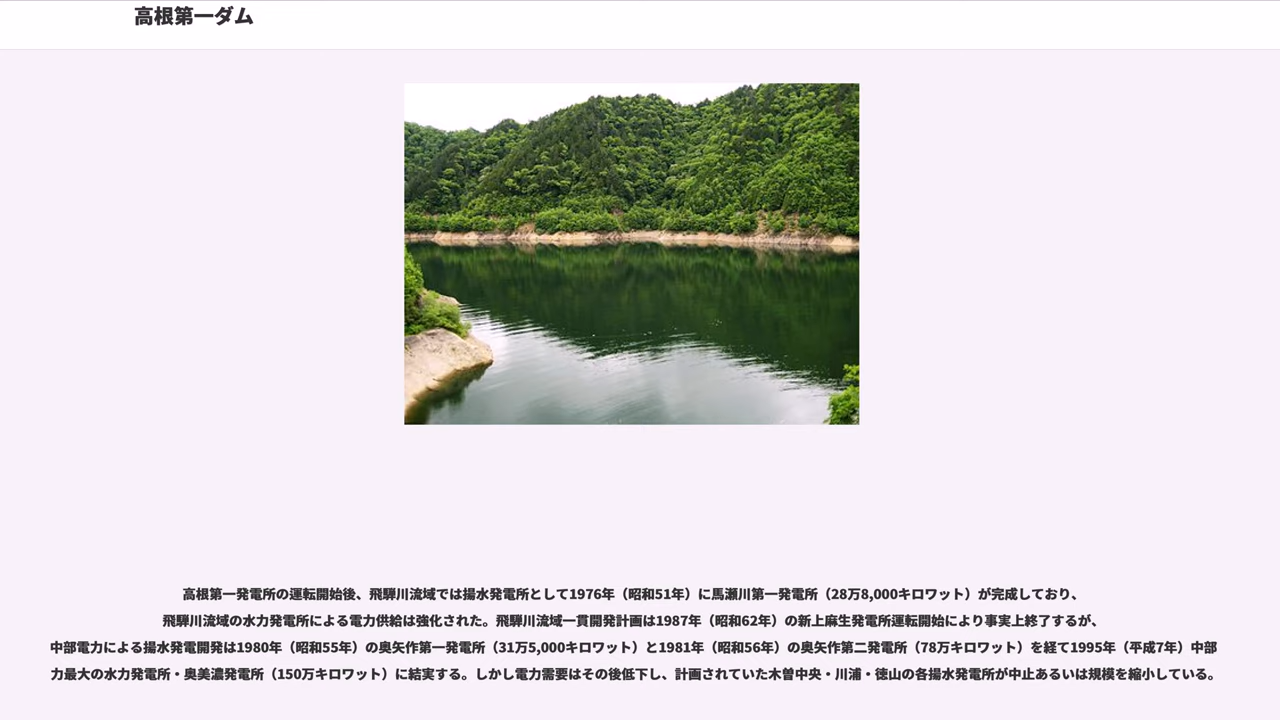 高根第一ダム
高根第一発電所の運転開始後、飛騨川流域では揚水発電所として1976年（昭和51年）に馬瀬川第一発電所（28万8,000キロワット）が完成しており、
飛騨川流域の水力発電所による電力供給は強化された。飛騨川流域一貫開発計画は1987年（昭和62年）の新上麻生発電所運転開始により事実上終了するが、
中部電力による揚水発電開発は1980年（昭和55年）の奥矢作第一発電所（31万5,000キロワット）と1981年（昭和56年）の奥矢作第二発電所（78万キロワット）を経て1995年（平成7年）中部
力最大の水力発電所・奥美濃発電所（150万キロワット）に結実する。しかし電力需要はその後低下し、計画されていた木曽中央・川浦・徳山の各揚水発電所が中止あるいは規模を縮小している。